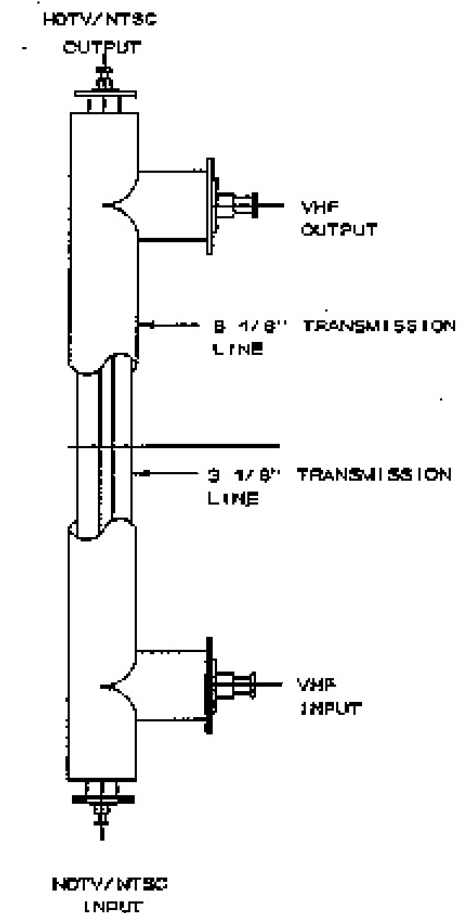 HDTV/NTSC
OUTPUT
VHF
OUTPUT
8 1/8" TRANSMISSION
LINE
3 1/8" TRANSMISSION
LINE
VHF
INPUT
HDTV/NTSC
INPUT